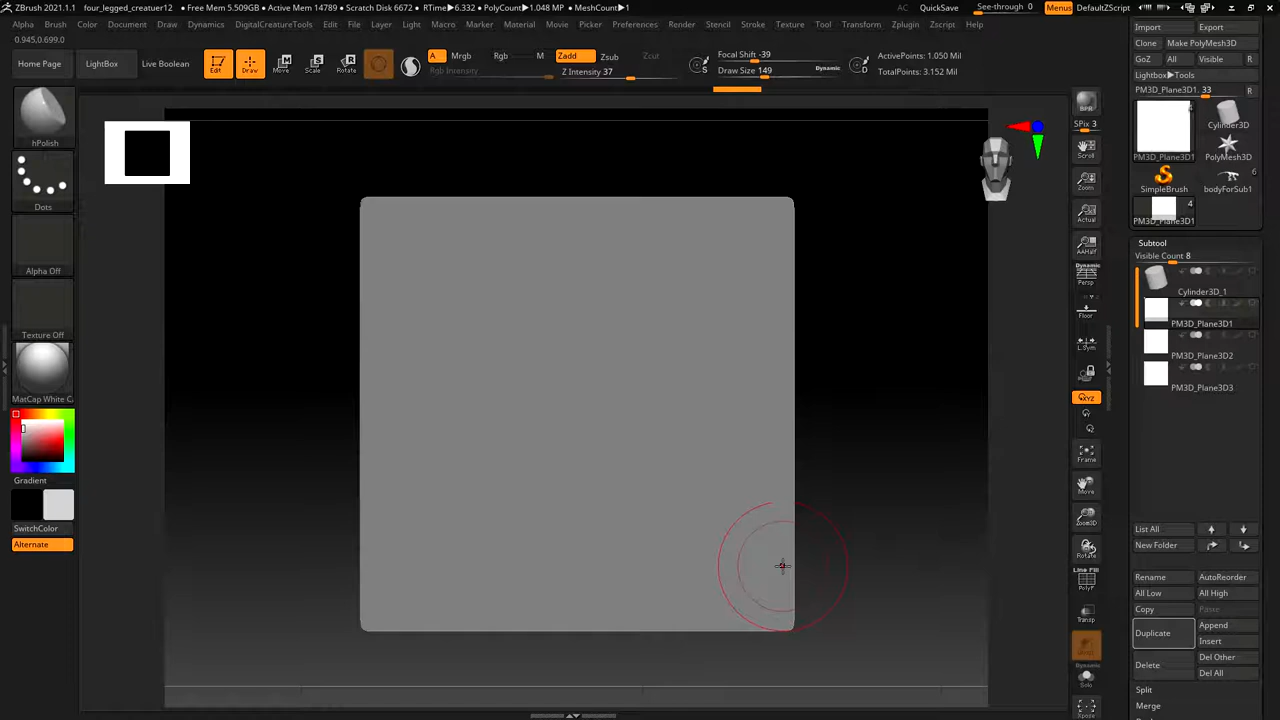 ZBrush 2021.1.1 four_legged_creatuer12 • Free Mem 5.509GB • Active Mem 14789 • Scratch Disk 6672 • RTime▶6.332 • PolyCount▶1.048 MP • MeshCount▶1 AC QuickSave See-through 0 Menus DefaultZScript
Alpha Brush Color Document Draw DigitalCreatureTools Edit File Layer Light Macro Marker Material Movie Picker Preferences Render Stencil Stroke Texture Tool Transform Zplugin Zscript Help
0.945,0.699,0.01
Home Page LightBox Live Boolean Edit Draw Move Scale Rotate
A Mrgb Rgb M Zadd Zsub Zcut
Rgb Intensity Z Intensity 37
Focal Shift -39
Draw Size 149 Dynamic
S D
ActivePoints: 1.050 Mil
TotalPoints: 3.152 Mil
hPolish
Dots
Alpha Off
Texture Off
MatCap White C
Gradient
SwitchColor
Alternate
BPR
SPix 3
Scroll
Zoom
Actual
AAHalf
Dynamic
Persp
Floor
L.Sym
XYZ
Frame
Move
Zoom3D
Rotate
Line Fill
PolyF
Transp
Dynamic
Solo
Xpose
Import Export
Clone Make PolyMesh3D
GoZ All Visible R
Lightbox▶Tools
PM3D_Plane3D1. 33 R
4
PM3D_Plane3D1 Cylinder3D
PolyMesh3D
6
SimpleBrush bodyForSub1
4
PM3D_Plane3D1
Subtool
Visible Count 8
Cylinder3D_1
PM3D_Plane3D1
PM3D_Plane3D2
PM3D_Plane3D3
List All
New Folder
Rename AutoReorder
All Low All High
Copy Paste
Duplicate Append
Insert
Delete Del Other
Del All
Split
Merge